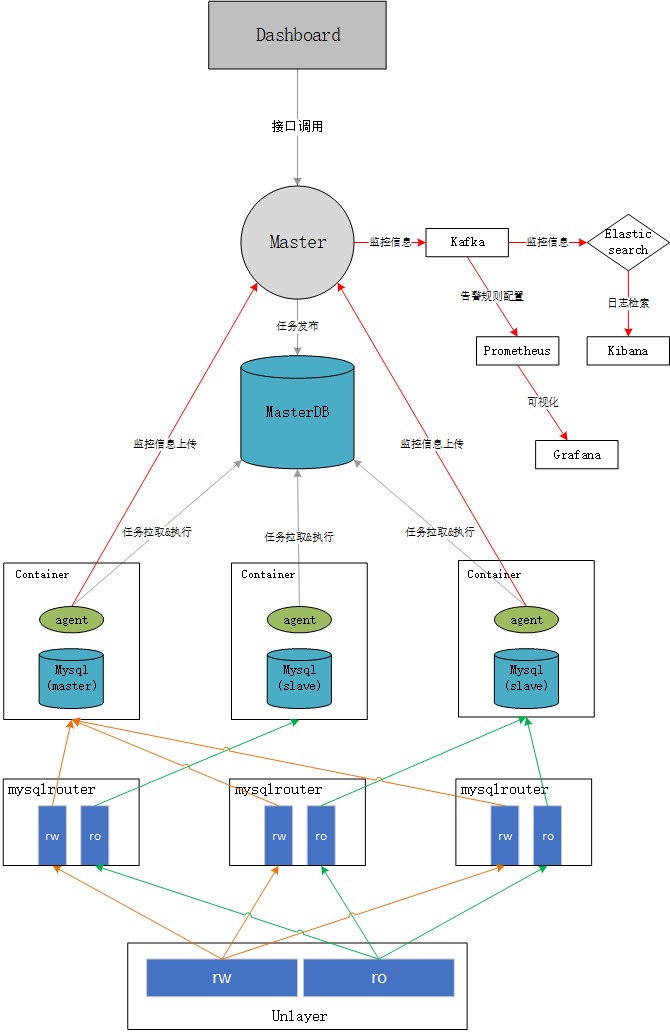 Dashboard
接口调用
Master
监控信息
Kafka
监控信息
Elastic
search
告警规则配置
日志检索
任务发布
Prometheus
Kibana
MasterDB
可视化
Grafana
监控信息上传
监控信息上传
任务拉取&执行
任务拉取&执行
任务拉取&执行
Container
agent
Mysql
(master)
Container
agent
Mysql
(slave)
Container
agent
Mysql
(slave)
mysqlrouter
rw
ro
mysqlrouter
rw
ro
mysqlrouter
rw
ro
rw
ro
Unlayer